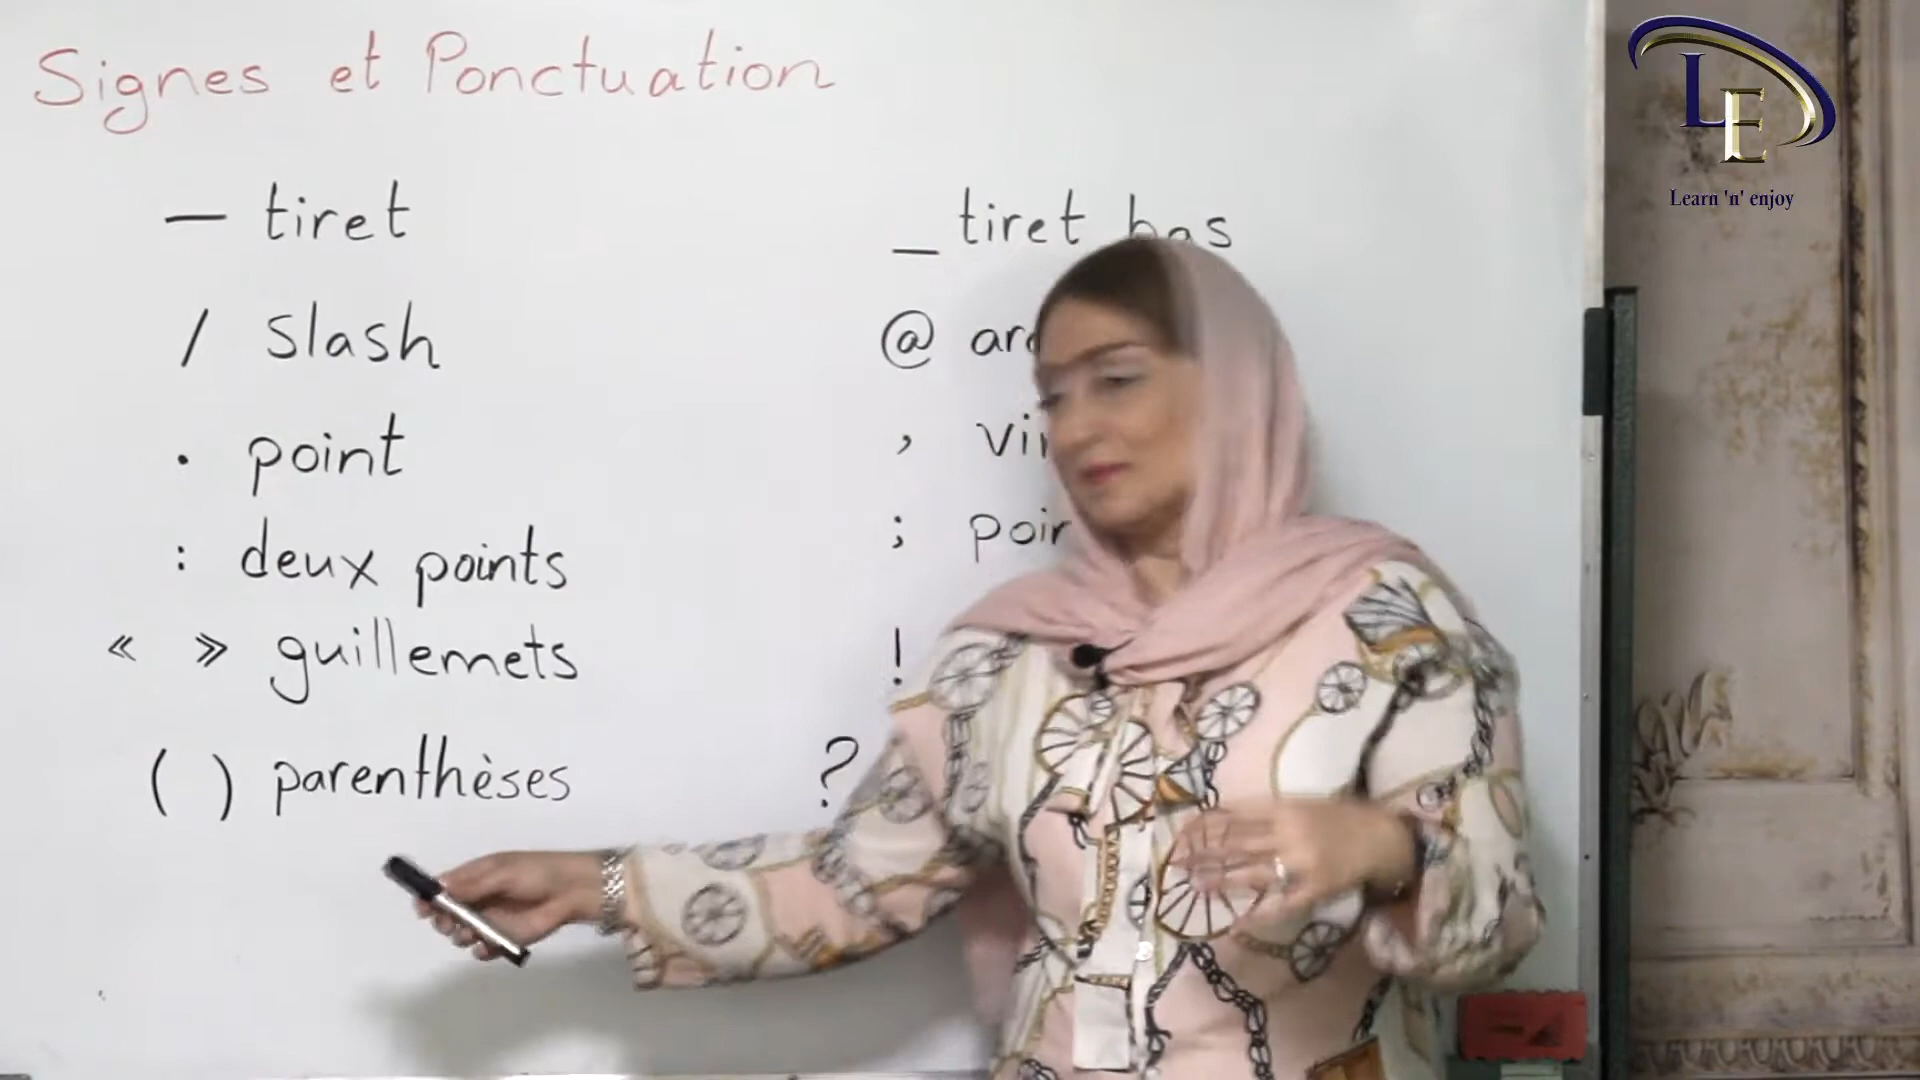 Signes et Ponctuation
— tiret
/ slash
. point
: deux points
« » guillemets
( ) parenthèses
_ tiret bas
@
,
;
!
?
LE
Learn 'n' enjoy